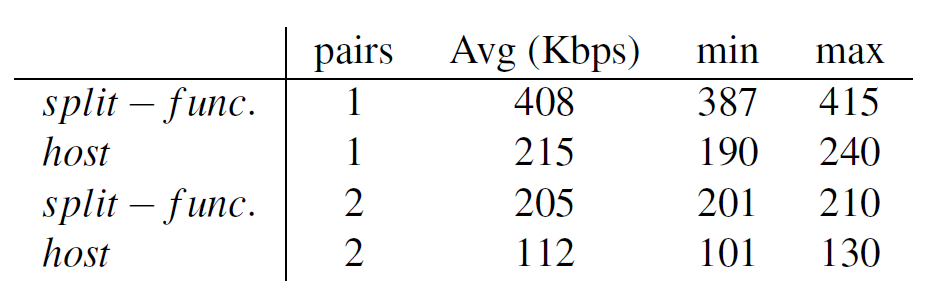 pairs Avg (Kbps) min max
split − func. 1 408 387 415
host 1 215 190 240
split − func. 2 205 201 210
host 2 112 101 130